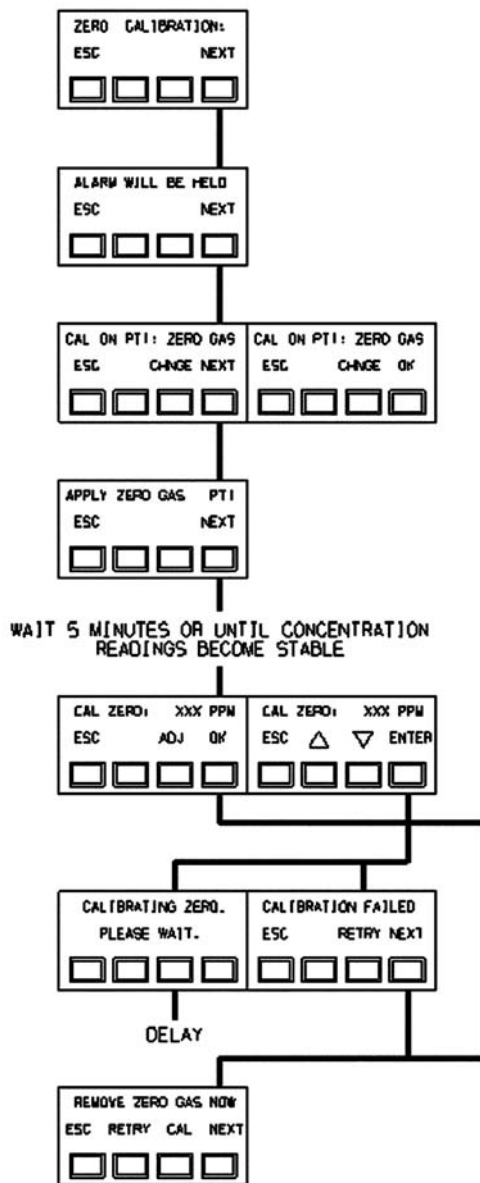 ZERO CALIBRATION:
ESC NEXT
ALARM WILL BE HELD
ESC NEXT
CAL ON PT1: ZERO GAS
ESC CHNGE NEXT
CAL ON PT1: ZERO GAS
ESC CHNGE OK
APPLY ZERO GAS PT1
ESC NEXT
WAIT 5 MINUTES OR UNTIL CONCENTRATION
READINGS BECOME STABLE
CAL ZERO: XXX PPM
ESC ADJ OK
CAL ZERO: XXX PPM
ESC △ ▽ ENTER
CALIBRATING ZERO.
PLEASE WAIT.
CALIBRATION FAILED
ESC RETRY NEXT
DELAY
REMOVE ZERO GAS NOW
ESC RETRY CAL NEXT